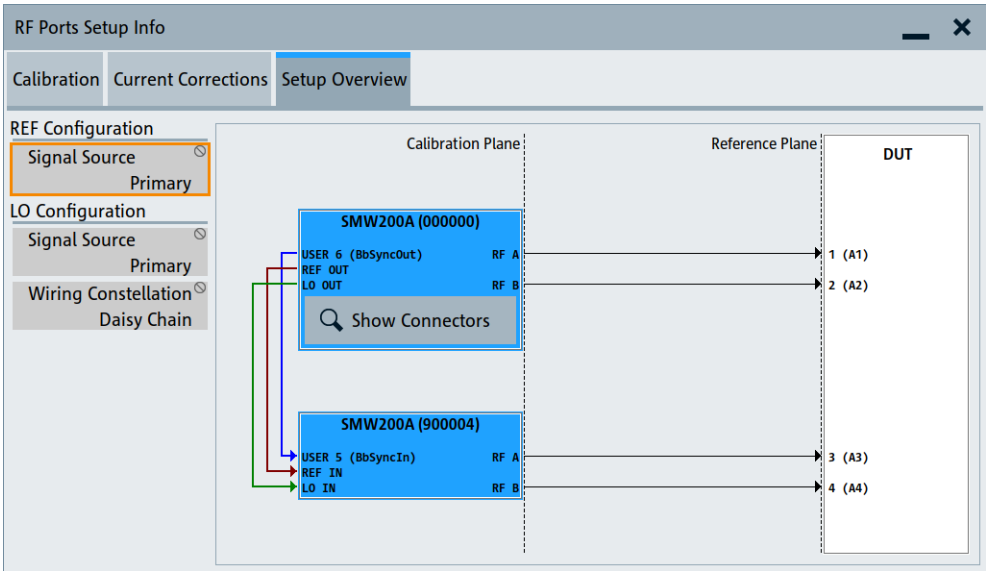 RF Ports Setup Info
Calibration
Current Corrections
Setup Overview
REF Configuration
Signal Source
Primary
LO Configuration
Signal Source
Primary
Wiring Constellation
Daisy Chain
Calibration Plane
Reference Plane
DUT
SMW200A (000000)
USER 6 (BbSyncOut) RF A
REF OUT
LO OUT RF B
Show Connectors
1 (A1)
2 (A2)
SMW200A (900004)
USER 5 (BbSyncIn) RF A
REF IN
LO IN RF B
3 (A3)
4 (A4)